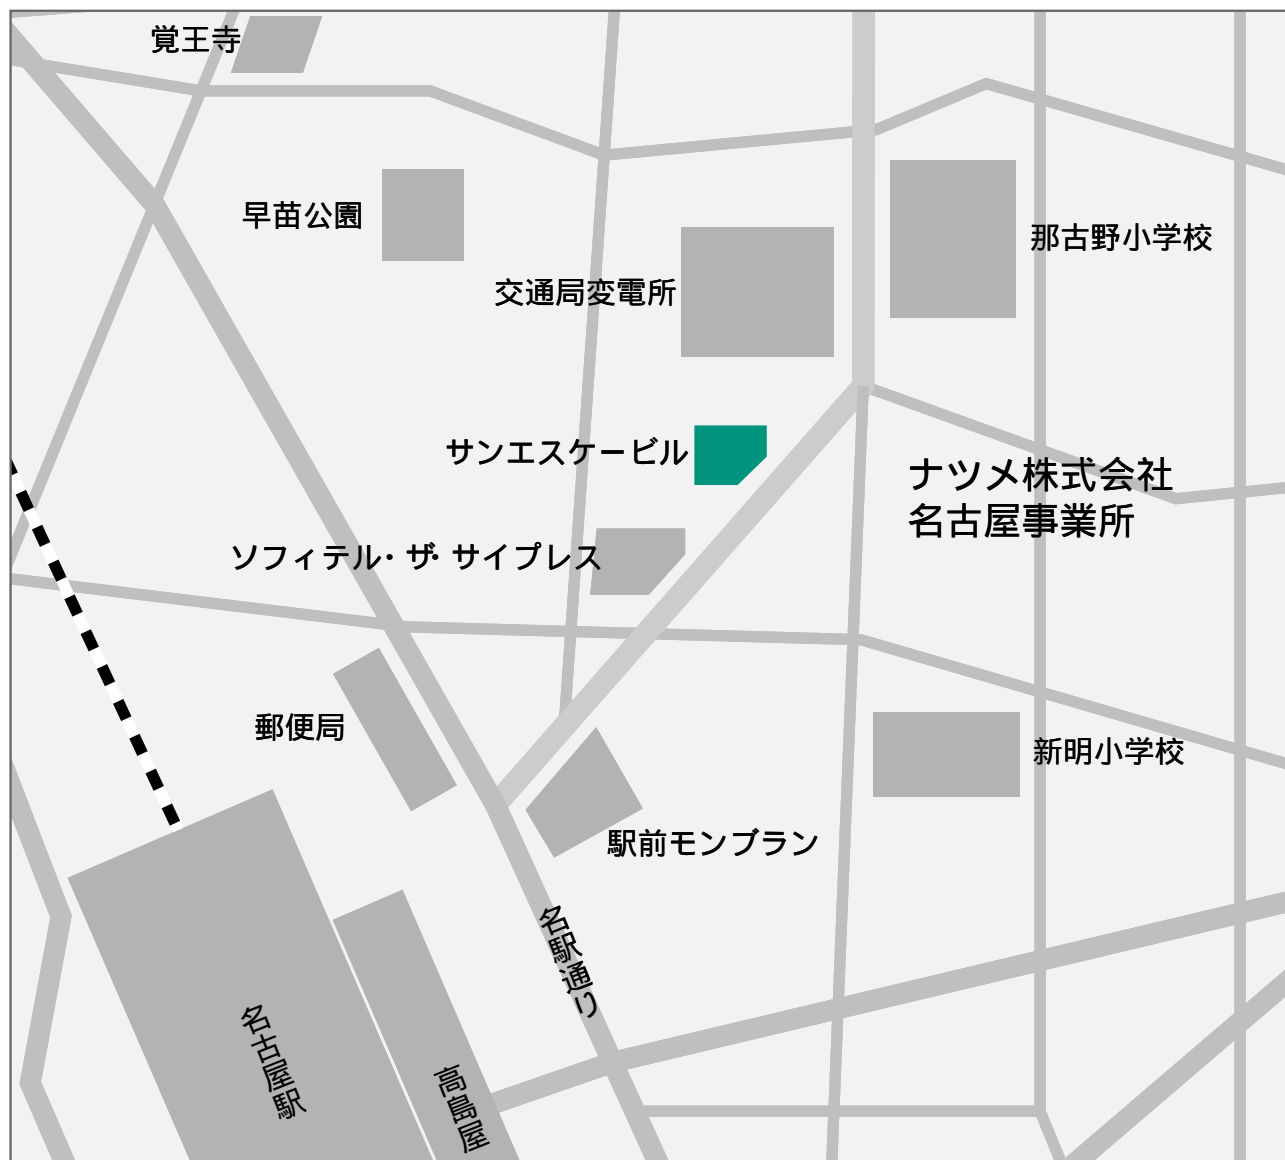 覚王寺
早苗公園
那古野小学校
交通局変電所
サンエスケービル
ナツメ株式会社
名古屋事業所
ソフィテル・ザ・サイプレス
郵便局
新明小学校
駅前モンブラン
名駅通り
名古屋駅
高島屋